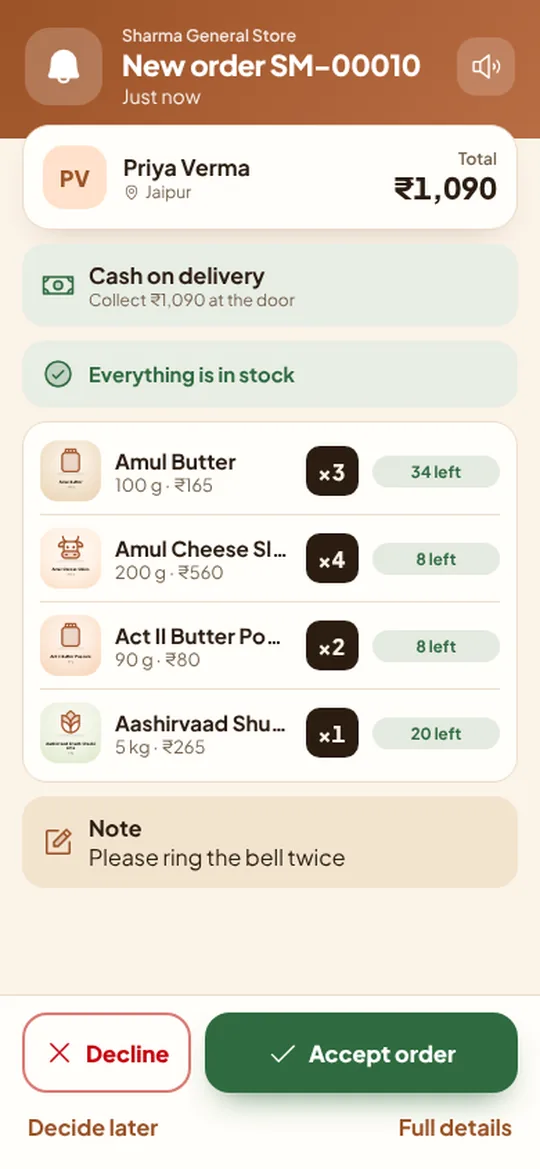 Sharma General Store
New order SM-00010
Just now
PV
Priya Verma
Jaipur
Total
₹1,090
Cash on delivery
Collect ₹1,090 at the door
Everything is in stock
Amul Butter
100 g · ₹165
×3
34 left
Amul Cheese Sl...
200 g · ₹560
×4
8 left
Act II Butter Po...
90 g · ₹80
×2
8 left
Aashirvaad Shu...
5 kg · ₹265
×1
20 left
Note
Please ring the bell twice
Decline
Accept order
Decide later
Full details